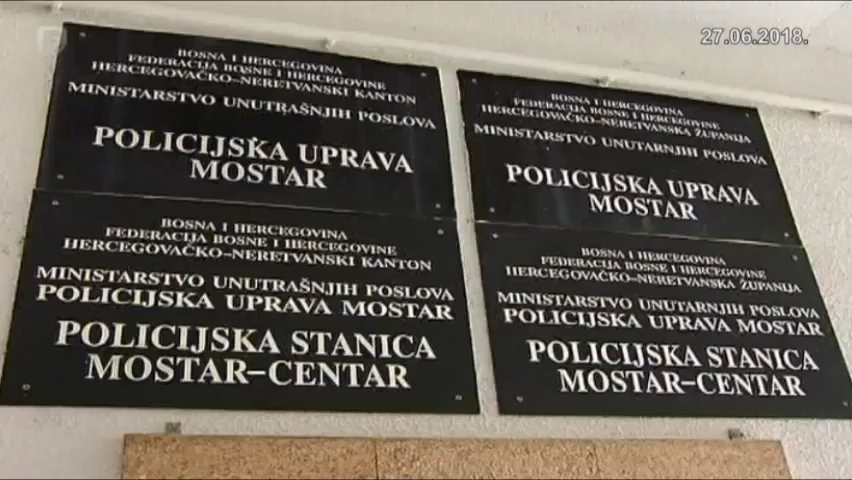 27.06.2018.
BOSNA I HERCEGOVINA
FEDERACIJA BOSNE I HERCEGOVINE
HERCEGOVAČKO-NERETVANSKI KANTON
MINISTARSTVO UNUTRAŠNJIH POSLOVA
POLICIJSKA UPRAVA
MOSTAR
BOSNA I HERCEGOVINA
FEDERACIJA BOSNE I HERCEGOVINE
HERCEGOVAČKO-NERETVANSKA ŽUPANIJA
MINISTARSTVO UNUTARNJIH POSLOVA
POLICIJSKA UPRAVA
MOSTAR
BOSNA I HERCEGOVINA
FEDERACIJA BOSNE I HERCEGOVINE
HERCEGOVAČKO-NERETVANSKI KANTON
MINISTARSTVO UNUTRAŠNJIH POSLOVA
POLICIJSKA UPRAVA MOSTAR
POLICIJSKA STANICA
MOSTAR-CENTAR
BOSNA I HERCEGOVINA
FEDERACIJA BOSNE I HERCEGOVINE
HERCEGOVAČKO-NERETVANSKA ŽUPANIJA
MINISTARSTVO UNUTARNJIH POSLOVA
POLICIJSKA UPRAVA MOSTAR
POLICIJSKA STANICA
MOSTAR-CENTAR